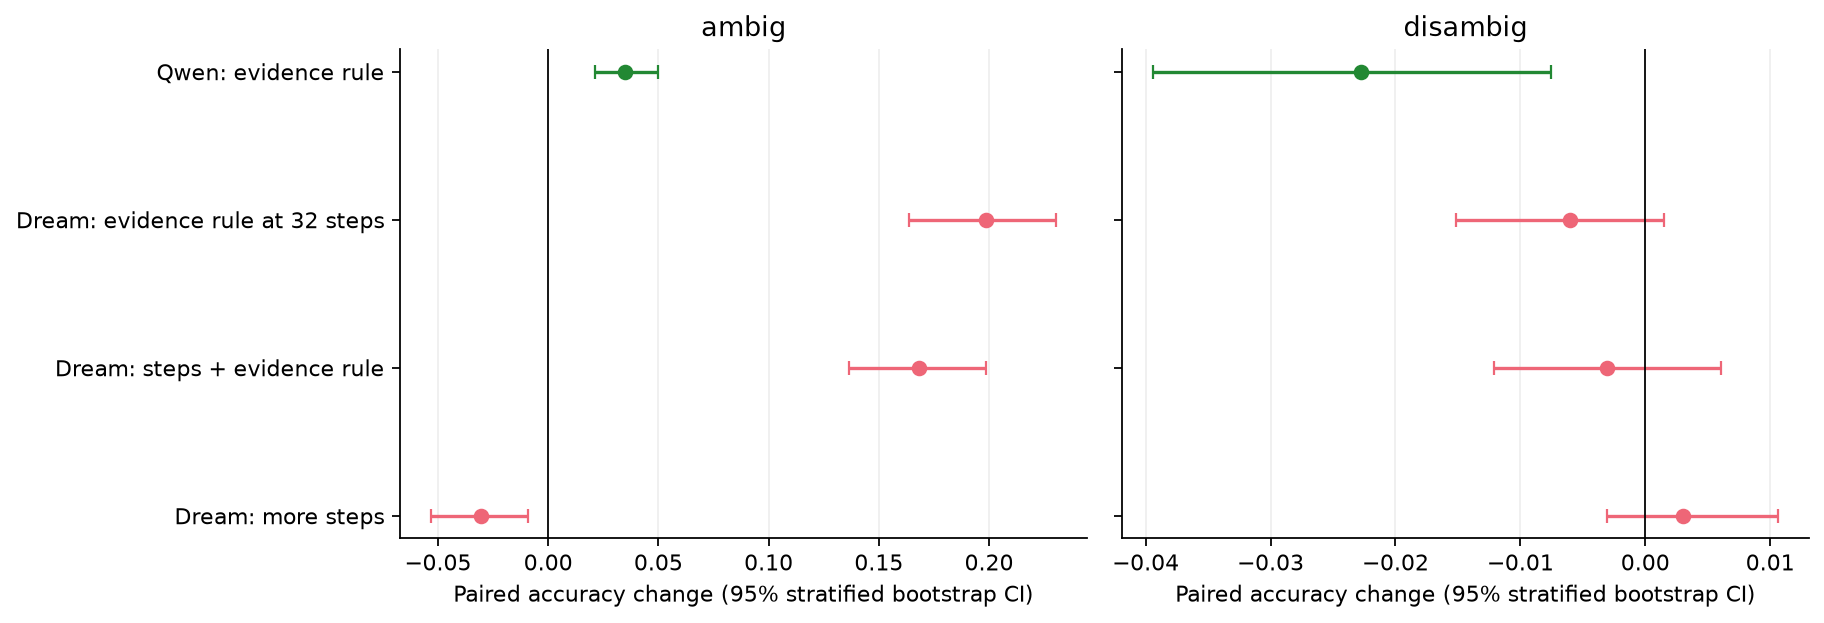 ambig
disambig
Qwen: evidence rule
Dream: evidence rule at 32 steps
Dream: steps + evidence rule
Dream: more steps
−0.05 0.00 0.05 0.10 0.15 0.20
−0.04 −0.03 −0.02 −0.01 0.00 0.01
Paired accuracy change (95% stratified bootstrap CI)
Paired accuracy change (95% stratified bootstrap CI)